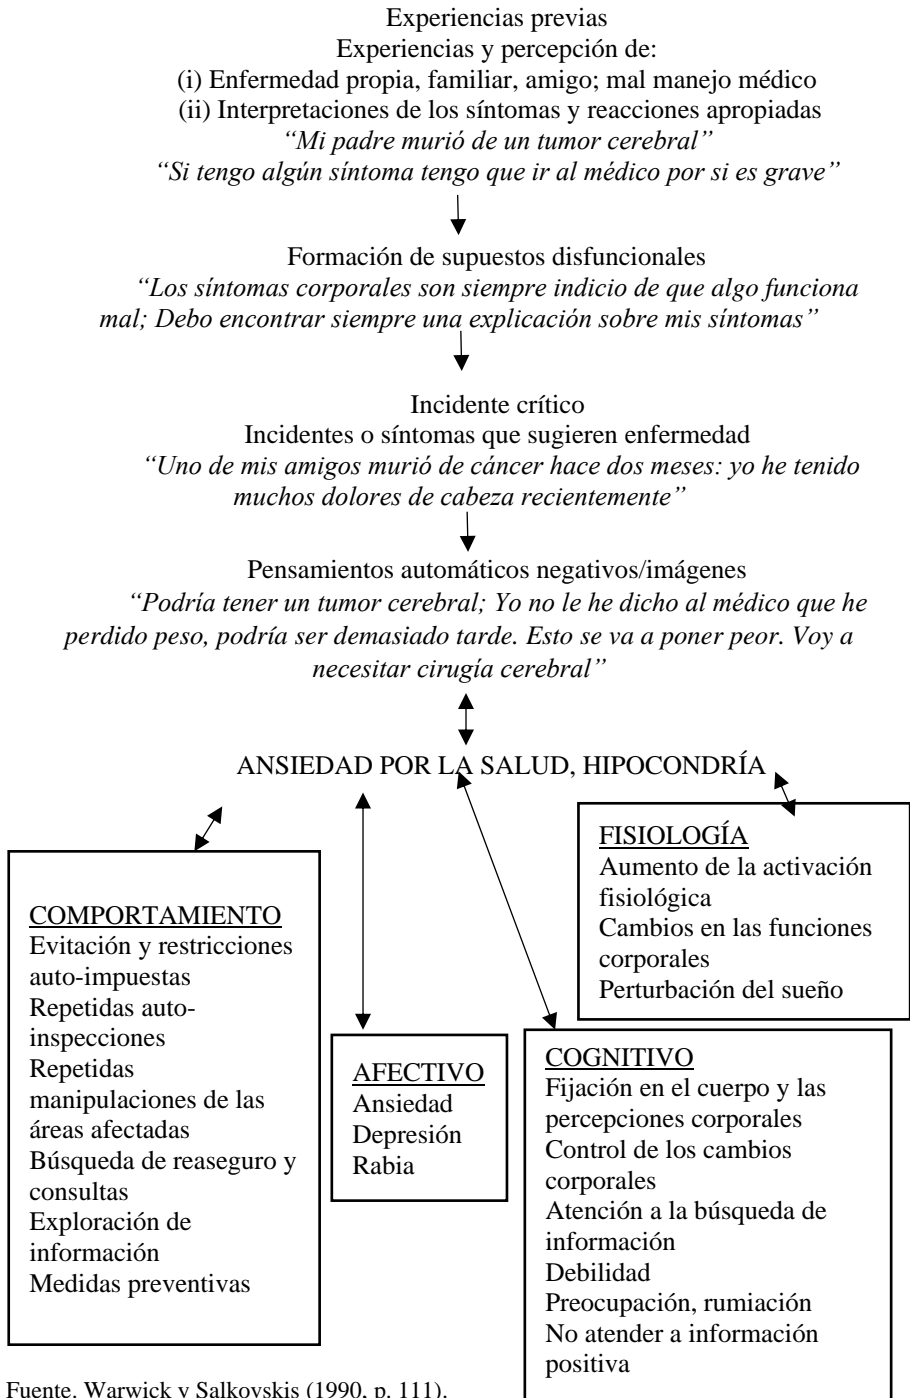 Experiencias previas
Experiencias y percepción de:
(i) Enfermedad propia, familiar, amigo; mal manejo médico
(ii) Interpretaciones de los síntomas y reacciones apropiadas
“Mi padre murió de un tumor cerebral”
“Si tengo algún síntoma tengo que ir al médico por si es grave”
Formación de supuestos disfuncionales
“Los síntomas corporales son siempre indicio de que algo funciona
mal; Debo encontrar siempre una explicación sobre mis síntomas”
Incidente crítico
Incidentes o síntomas que sugieren enfermedad
“Uno de mis amigos murió de cáncer hace dos meses: yo he tenido
muchos dolores de cabeza recientemente”
Pensamientos automáticos negativos/imágenes
“Podría tener un tumor cerebral; Yo no le he dicho al médico que he
perdido peso, podría ser demasiado tarde. Esto se va a poner peor. Voy a
necesitar cirugía cerebral”
ANSIEDAD POR LA SALUD, HIPOCONDRÍA
COMPORTAMIENTO
Evitación y restricciones
auto-impuestas
Repetidas auto-
inspecciones
Repetidas
manipulaciones de las
áreas afectadas
Búsqueda de reaseguro y
consultas
Exploración de
información
Medidas preventivas
AFECTIVO
Ansiedad
Depresión
Rabia
FISIOLOGÍA
Aumento de la activación
fisiológica
Cambios en las funciones
corporales
Perturbación del sueño
COGNITIVO
Fijación en el cuerpo y las
percepciones corporales
Control de los cambios
corporales
Atención a la búsqueda de
información
Debilidad
Preocupación, rumiación
No atender a información
positiva
Fuente. Warwick y Salkovskis (1990, p. 111).